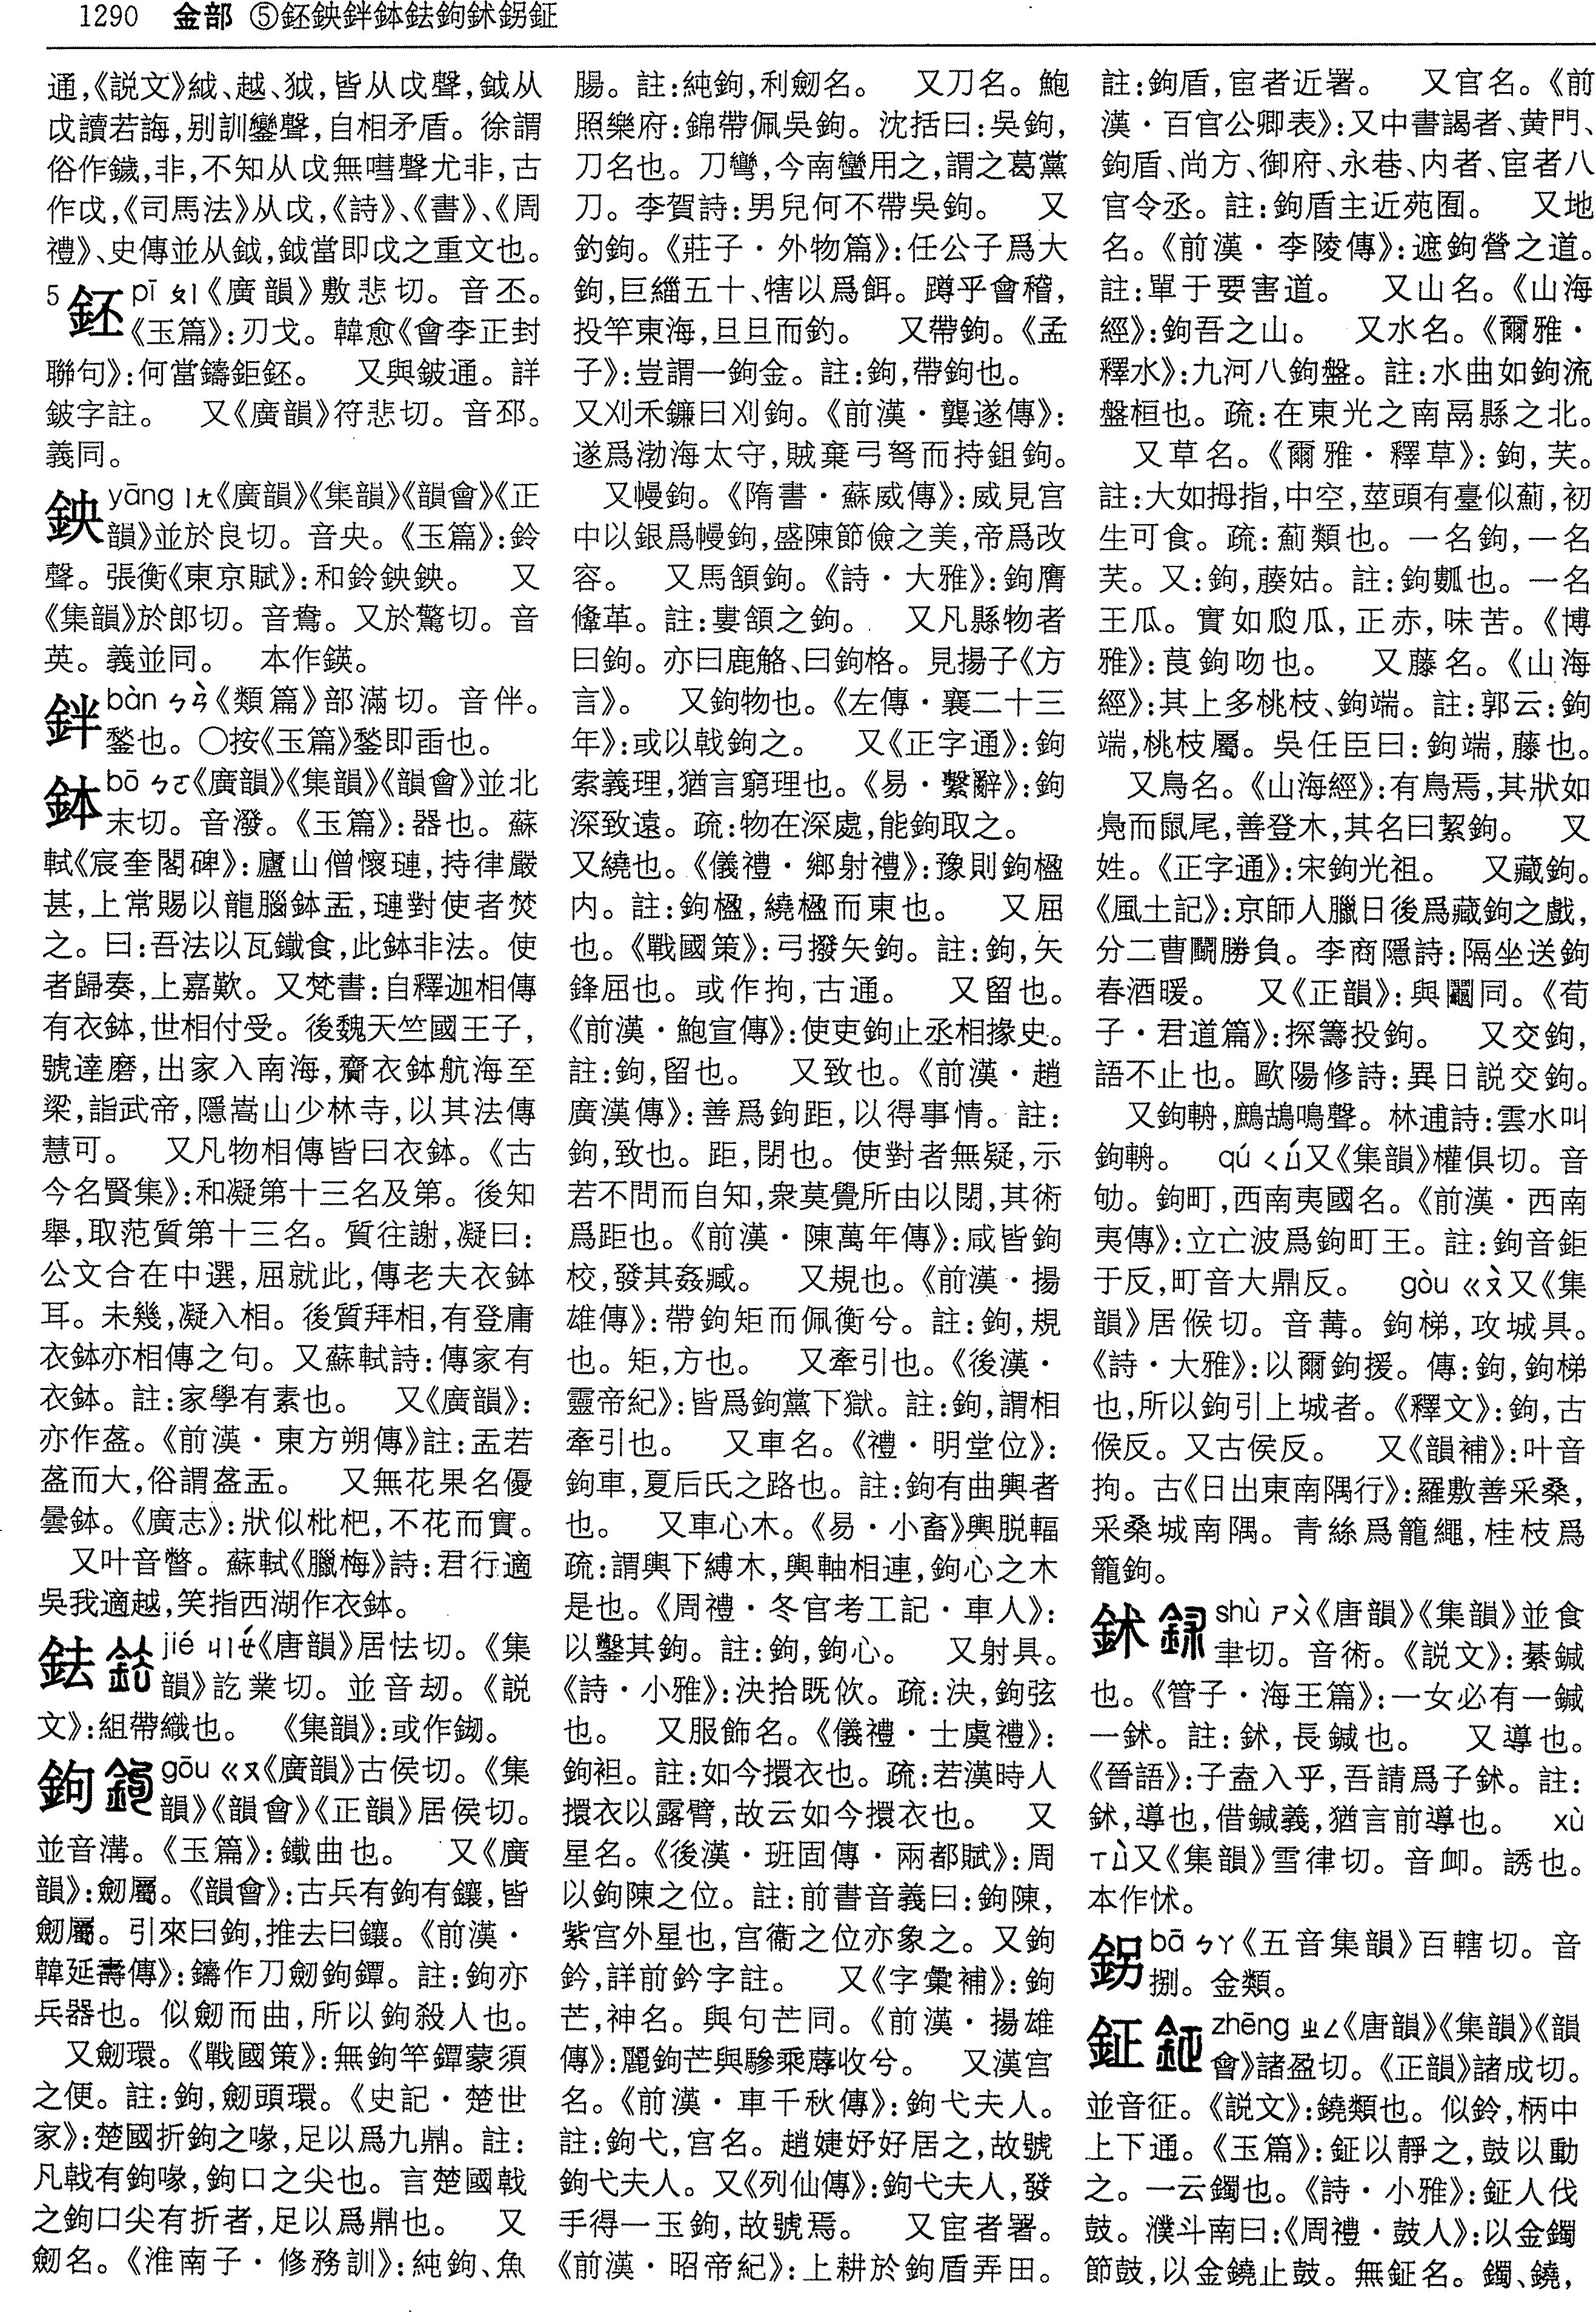 1290 金部 ⑤鉟鉠鉡鉢鉣鉤鉥鉧鉦
通，《説文》絨、越、狘，皆从戉聲，鉞从
戉讀若誨，别訓鑾聲，自相矛盾。徐謂
俗作鐬，非，不知从戉無嘒聲尤非，古
作戉，《司馬法》从戉，《詩》、《書》、《周
禮》、史傳並从鉞，鉞當即戉之重文也。
5 鉟 pī ㄆㄧ《廣韻》敷悲切。音丕。
《玉篇》：刃戈。韓愈《會李正封
聯句》：何當鑄鉅鉟。 又與鈹通。詳
鈹字註。 又《廣韻》符悲切。音邳。
義同。
鉠 yāng ㄧㄤ《廣韻》《集韻》《韻會》《正
韻》並於良切。音央。《玉篇》：鈴
聲。張衡《東京賦》：和鈴鉠鉠。 又
《集韻》於郎切。音鴦。又於驚切。音
英。義並同。 本作鍈。
鉡 bàn ㄅㄢˋ《類篇》部滿切。音伴。
鍫也。○按《玉篇》鍫即臿也。
鉢 bō ㄅㄛ《廣韻》《集韻》《韻會》並北
末切。音潑。《玉篇》：器也。蘇
軾《宸奎閣碑》：廬山僧懷璉，持律嚴
甚，上常賜以龍腦鉢盂，璉對使者焚
之。曰：吾法以瓦鐵食，此鉢非法。使
者歸奏，上嘉歎。又梵書：自釋迦相傳
有衣鉢，世相付受。後魏天竺國王子，
號達磨，出家入南海，齎衣鉢航海至
梁，詣武帝，隱嵩山少林寺，以其法傳
慧可。 又凡物相傳皆曰衣鉢。《古
今名賢集》：和凝第十三名及第。後知
舉，取范質第十三名。質往謝，凝曰：
公文合在中選，屈就此，傳老夫衣鉢
耳。未幾，凝入相。後質拜相，有登庸
衣鉢亦相傳之句。又蘇軾詩：傳家有
衣鉢。註：家學有素也。 又《廣韻》：
亦作盋。《前漢・東方朔傳》註：盂若
盋而大，俗謂盋盂。 又無花果名優
曇鉢。《廣志》：狀似枇杷，不花而實。
又叶音瞥。蘇軾《臘梅》詩：君行適
吳我適越，笑指西湖作衣鉢。
鉣 jié ㄐㄧㄝˊ《唐韻》居怯切。《集
韻》訖業切。並音刧。《説
文》：組帶織也。 《集韻》：或作鋤。
鉤 gōu ㄍㄡ《廣韻》古侯切。《集
韻》《韻會》《正韻》居侯切。
並音溝。《玉篇》：鐵曲也。 又《廣
韻》：劒屬。《韻會》：古兵有鉤有鑲，皆
劒屬。引來曰鉤，推去曰鑲。《前漢・
韓延壽傳》：鑄作刀劒鉤鐔。註：鉤亦
兵器也。似劒而曲，所以鉤殺人也。
又劒環。《戰國策》：無鉤竿鐔蒙須
之便。註：鉤，劒頭環。《史記・楚世
家》：楚國折鉤之喙，足以爲九鼎。註：
凡戟有鉤喙，鉤口之尖也。言楚國戟
之鉤口尖有折者，足以爲鼎也。 又
劒名。《淮南子・修務訓》：純鉤、魚
腸。註：純鉤，利劒名。 又刀名。鮑
照樂府：錦帶佩吳鉤。沈括曰：吳鉤，
刀名也。刀彎，今南蠻用之，謂之葛黨
刀。李賀詩：男兒何不帶吳鉤。 又
釣鉤。《莊子・外物篇》：任公子爲大
鉤，巨緇五十、犗以爲餌。蹲乎會稽，
投竿東海，旦旦而釣。 又帶鉤。《孟
子》：豈謂一鉤金。註：鉤，帶鉤也。
又刈禾鐮曰刈鉤。《前漢・龔遂傳》：
遂爲渤海太守，賊棄弓弩而持鉏鉤。
又幔鉤。《隋書・蘇威傳》：威見宫
中以銀爲幔鉤，盛陳節儉之美，帝爲改
容。 又馬頷鉤。《詩・大雅》：鉤膺
鞗革。註：婁頷之鉤。 又凡縣物者
曰鉤。亦曰鹿觡、曰鉤格。見揚子《方
言》。 又鉤物也。《左傳・襄二十三
年》：或以戟鉤之。 又《正字通》：鉤
索義理，猶言窮理也。《易・繫辭》：鉤
深致遠。疏：物在深處，能鉤取之。
又繞也。《儀禮・鄉射禮》：豫則鉤楹
内。註：鉤楹，繞楹而東也。 又屈
也。《戰國策》：弓撥矢鉤。註：鉤，矢
鋒屈也。或作拘，古通。 又留也。
《前漢・鮑宣傳》：使吏鉤止丞相掾史。
註：鉤，留也。 又致也。《前漢・趙
廣漢傳》：善爲鉤距，以得事情。註：
鉤，致也。距，閉也。使對者無疑，示
若不問而自知，衆莫覺所由以閉，其術
爲距也。《前漢・陳萬年傳》：咸皆鉤
校，發其姦臧。 又規也。《前漢・揚
雄傳》：帶鉤矩而佩衡兮。註：鉤，規
也。矩，方也。 又牽引也。《後漢・
靈帝紀》：皆爲鉤黨下獄。註：鉤，謂相
牽引也。 又車名。《禮・明堂位》：
鉤車，夏后氏之路也。註：鉤有曲輿者
也。 又車心木。《易・小畜》輿脱輻
疏：謂輿下縛木，輿軸相連，鉤心之木
是也。《周禮・冬官考工記・車人》：
以鑿其鉤。註：鉤，鉤心。 又射具。
《詩・小雅》：決拾既佽。疏：決，鉤弦
也。 又服飾名。《儀禮・士虞禮》：
鉤袒。註：如今擐衣也。疏：若漢時人
擐衣以露臂，故云如今擐衣也。 又
星名。《後漢・班固傳・兩都賦》：周
以鉤陳之位。註：前書音義曰：鉤陳，
紫宫外星也，宫衞之位亦象之。又鉤
鈐，詳前鈐字註。 又《字彙補》：鉤
芒，神名。與句芒同。《前漢・揚雄
傳》：麗鉤芒與驂乘蓐收兮。 又漢宫
名。《前漢・車千秋傳》：鉤弋夫人。
註：鉤弋，宫名。趙婕妤好居之，故號
鉤弋夫人。又《列仙傳》：鉤弋夫人，發
手得一玉鉤，故號焉。 又宦者署。
《前漢・昭帝紀》：上耕於鉤盾弄田。
註：鉤盾，宦者近署。 又官名。《前
漢・百官公卿表》：又中書謁者、黄門、
鉤盾、尚方、御府、永巷、内者、宦者八
官令丞。註：鉤盾主近苑囿。 又地
名。《前漢・李陵傳》：遮鉤營之道。
註：單于要害道。 又山名。《山海
經》：鉤吾之山。 又水名。《爾雅・
釋水》：九河八鉤盤。註：水曲如鉤流
盤桓也。疏：在東光之南鬲縣之北。
又草名。《爾雅・釋草》：鉤，芺。
註：大如拇指，中空，莖頭有臺似薊，初
生可食。疏：薊類也。一名鉤，一名
芺。又：鉤，藈姑。註：鉤𤬏也。一名
王瓜。實如瓝瓜，正赤，味苦。《博
雅》：莨鉤吻也。 又藤名。《山海
經》：其上多桃枝、鉤端。註：郭云：鉤
端，桃枝屬。吳任臣曰：鉤端，藤也。
又鳥名。《山海經》：有鳥焉，其狀如
鳧而鼠尾，善登木，其名曰絜鉤。 又
姓。《正字通》：宋鉤光祖。 又藏鉤。
《風土記》：京師人臘日後爲藏鉤之戲，
分二曹鬬勝負。李商隱詩：隔坐送鉤
春酒暖。 又《正韻》：與鬮同。《荀
子・君道篇》：探籌投鉤。 又交鉤，
語不止也。歐陽修詩：異日説交鉤。
又鉤輈，鷓鴣鳴聲。林逋詩：雲水叫
鉤輈。 qú ㄑㄩˊ又《集韻》權俱切。音
劬。鉤町，西南夷國名。《前漢・西南
夷傳》：立亡波爲鉤町王。註：鉤音鉅
于反，町音大鼎反。 gòu ㄍㄡˋ又《集
韻》居候切。音冓。鉤梯，攻城具。
《詩・大雅》：以爾鉤援。傳：鉤，鉤梯
也，所以鉤引上城者。《釋文》：鉤，古
候反。又古侯反。 又《韻補》：叶音
拘。古《日出東南隅行》：羅敷善采桑，
采桑城南隅。青絲爲籠繩，桂枝爲
籠鉤。
鉥 shù ㄕㄨˋ《唐韻》《集韻》並食
聿切。音術。《説文》：綦鍼
也。《管子・海王篇》：一女必有一鍼
一鉥。註：鉥，長鍼也。 又導也。
《晉語》：子盍入乎，吾請爲子鉥。註：
鉥，導也，借鍼義，猶言前導也。 xù
ㄒㄩˋ又《集韻》雪律切。音卹。誘也。
本作怵。
bā ㄅㄚ《五音集韻》百轄切。音
捌。金類。
鉦 zhēng ㄓㄥ《唐韻》《集韻》《韻
會》諸盈切。《正韻》諸成切。
並音征。《説文》：鐃類也。似鈴，柄中
上下通。《玉篇》：鉦以靜之，鼓以動
之。一云鐲也。《詩・小雅》：鉦人伐
鼓。濮斗南曰：《周禮・鼓人》：以金鐲
節鼓，以金鐃止鼓。無鉦名。鐲、鐃，